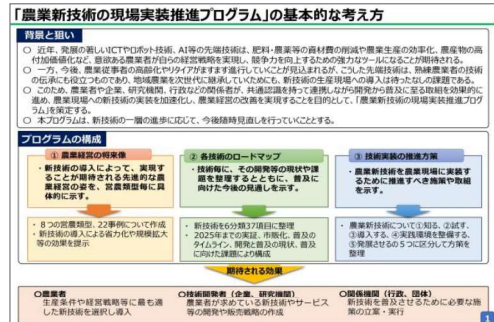 「農業新技術の現場実装推進プログラム」の基本的な考え方
背景と狙い
○ 近年、発展の著しいICTやロボット技術、AI等の先端技術は、肥料・農薬等の資材費の削減や農業生産の効率化、農産物の高
付加価値化など、意欲ある農業者が自らの経営戦略を実現し、競争力を向上するための強力なツールになることが期待される。
○ 一方、今後、農業従事者の高齢化やリタイアがますます進行していくことが見込まれるが、こうした先端技術は、熟練農業者の技術
の伝承にも役立つものであり、地域農業を次世代に継承していくためにも、新技術の生産現場への導入は待ったなしの課題である。
○ このため、農業者や企業、研究機関、行政などの関係者が、共通認識を持って連携しながら開発から普及に至る取組を効果的に
進め、農業現場への新技術の実装を加速化し、農業経営の改善を実現することを目的として、「農業新技術の現場実装推進プログ
ラム」を策定する。
○ 本プログラムは、新技術の一層の進歩に応じて、今後随時見直しを行っていくこととする。
プログラムの構成
① 農業経営の将来像
・新技術の導入によって、実現す
ることが期待される先進的な農
業経営の姿を、営農類型毎に具
体的に示す。
・８つの営農類型、22事例について作成
・新技術の導入による省力化や規模拡大
等の効果を提示
② 各技術のロードマップ
・技術毎に、その開発等の現状や課
題を整理するとともに、普及に
向けた今後の見通しを示す。
・新技術を6分類37項目に整理
・2025年までの実証、市販化、普及の
タイムライン、開発と普及の現状、普及
に向けた課題により構成
③ 技術実装の推進方策
・農業新技術を農業現場に実装す
るために推進すべき施策や取組
を示す。
・農業新技術について①知る、②試す、
③導入する、④実践環境を整備する、
⑤発展させるの５つに区分して方策を
整理
期待される効果
○農業者
生産条件や経営戦略等に最も適
した新技術を選択し導入
○技術開発者（企業、研究機関）
農業者が求めている新技術やサービス
等の開発や販売戦略の作成
○関係機関（行政、団体）
新技術を普及させるために必要な施
策の立案・実行
1